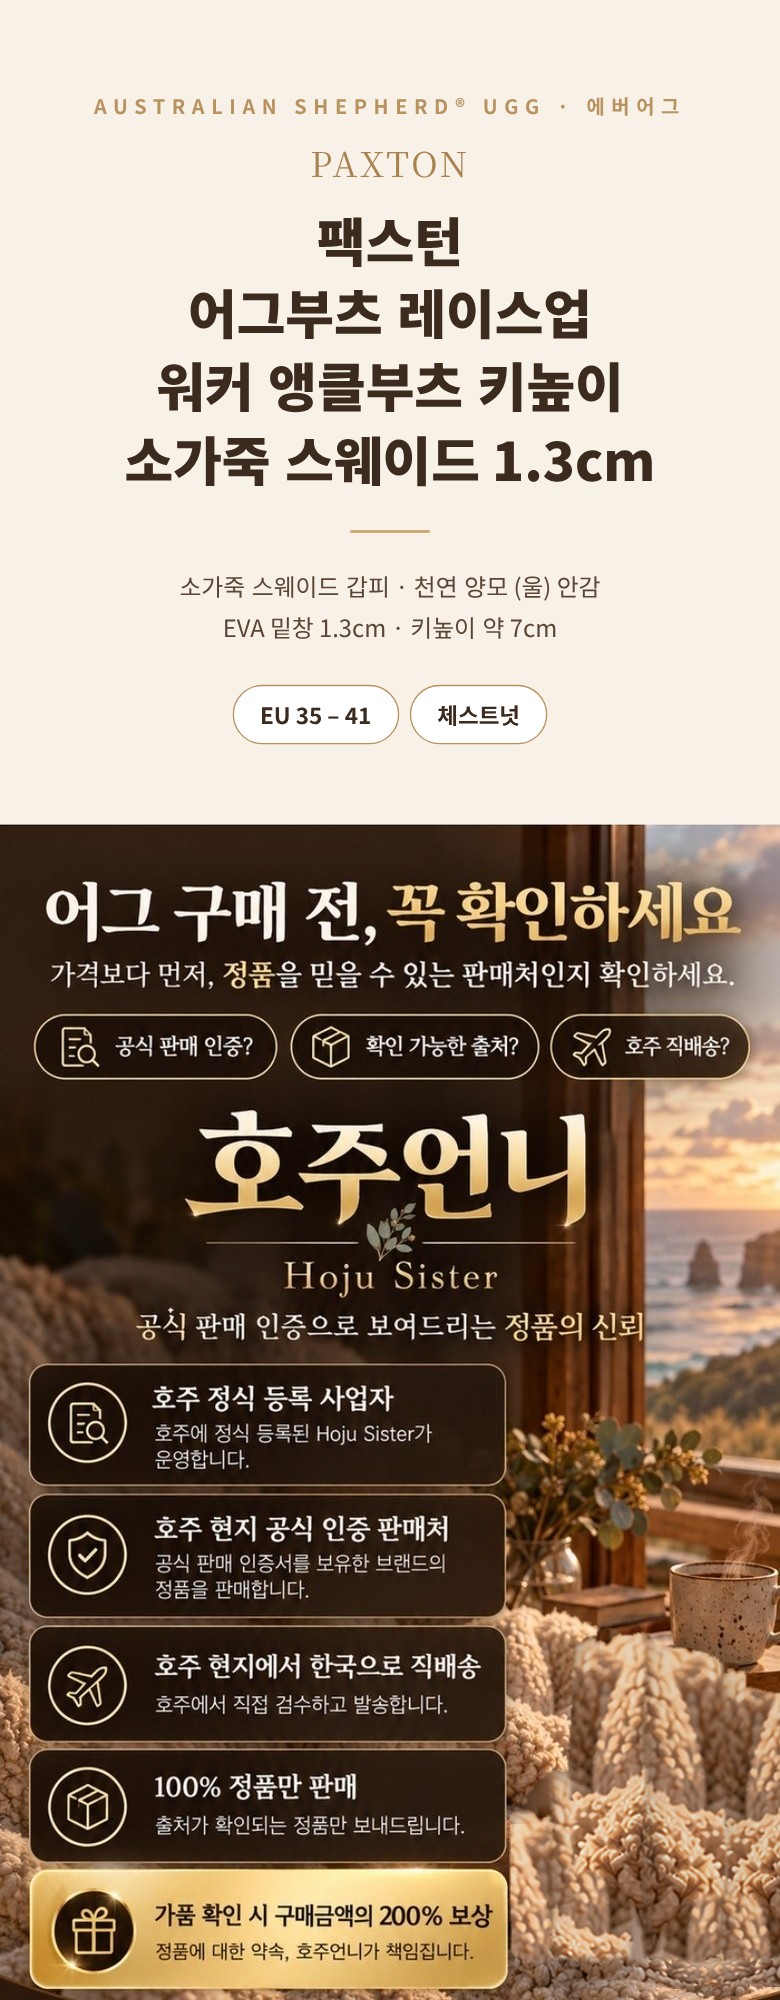 AUSTRALIAN SHEPHERD® UGG · 에버어그
PAXTON
팩스턴
어그부츠 레이스업
워커 앵클부츠 키높이
소가죽 스웨이드 1.3cm
소가죽 스웨이드 갑피 · 천연 양모 (울) 안감
EVA 밑창 1.3cm · 키높이 약 7cm
EU 35 – 41
체스트넛
어그 구매 전, 꼭 확인하세요
가격보다 먼저, 정품을 믿을 수 있는 판매처인지 확인하세요.
공식 판매 인증?
확인 가능한 출처?
호주 직배송?
호주언니
Hoju Sister
공식 판매 인증으로 보여드리는 정품의 신뢰
호주 정식 등록 사업자
호주에 정식 등록된 Hoju Sister가
운영합니다.
호주 현지 공식 인증 판매처
공식 판매 인증서를 보유한 브랜드의
정품을 판매합니다.
호주 현지에서 한국으로 직배송
호주에서 직접 검수하고 발송합니다.
100% 정품만 판매
출처가 확인되는 정품만 보내드립니다.
가품 확인 시 구매금액의 200% 보상
정품에 대한 약속, 호주언니가 책임집니다.